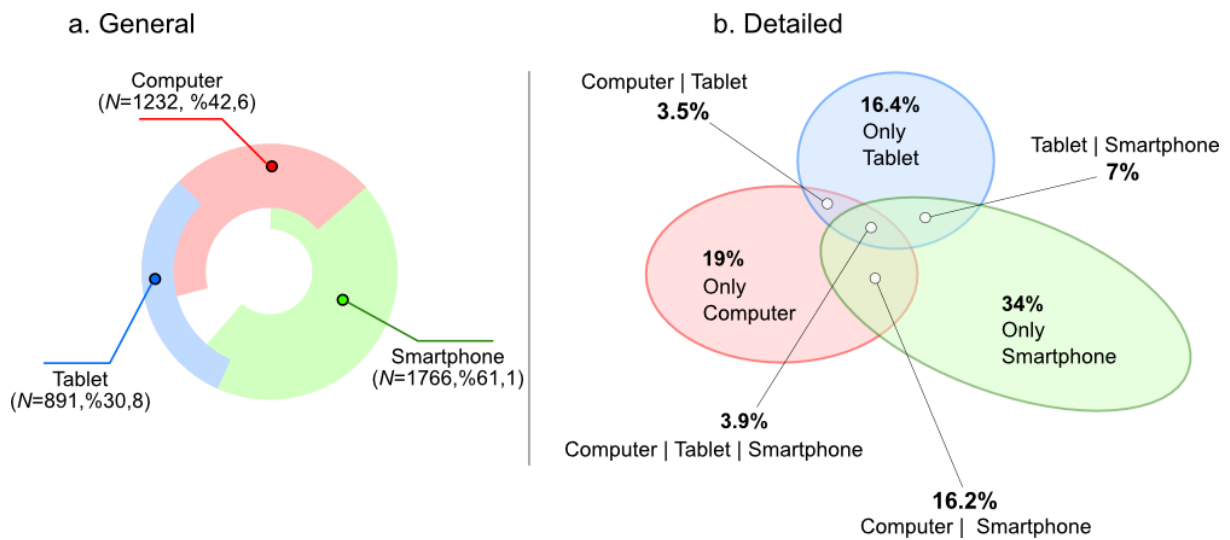 a. General
Computer
(N=1232, %42,6)
Tablet
(N=891,%30,8)
Smartphone
(N=1766,%61,1)
b. Detailed
Computer | Tablet
3.5%
16.4%
Only
Tablet
Tablet | Smartphone
7%
19%
Only
Computer
34%
Only
Smartphone
3.9%
Computer | Tablet | Smartphone
16.2%
Computer | Smartphone